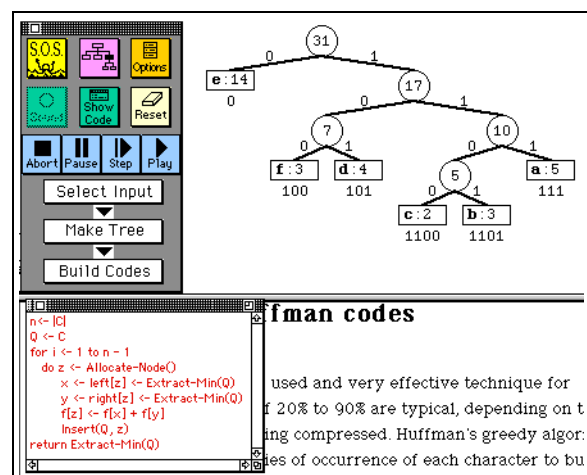 S.O.S.
Options
Sound
Show
Code
Reset
Abort Pause Step Play
Select Input
Make Tree
Build Codes
31
0 1
e:14
0
17
0 1
7
10
0 1
0 1
f:3 d:4
5
a:5
100 101
0 1
111
c:2 b:3
1100 1101
n<- |C|
Q <- C
for i <- 1 to n - 1
do z <- Allocate-Node()
x <- left[z] <- Extract-Min(Q)
y <- right[z] <- Extract-Min(Q)
f[z] <- f[x] + f[y]
Insert(Q, z)
return Extract-Min(Q)
ffman codes
used and very effective technique for
f 20% to 90% are typical, depending on t
ing compressed. Huffman's greedy algori
ies of occurrence of each character to bu